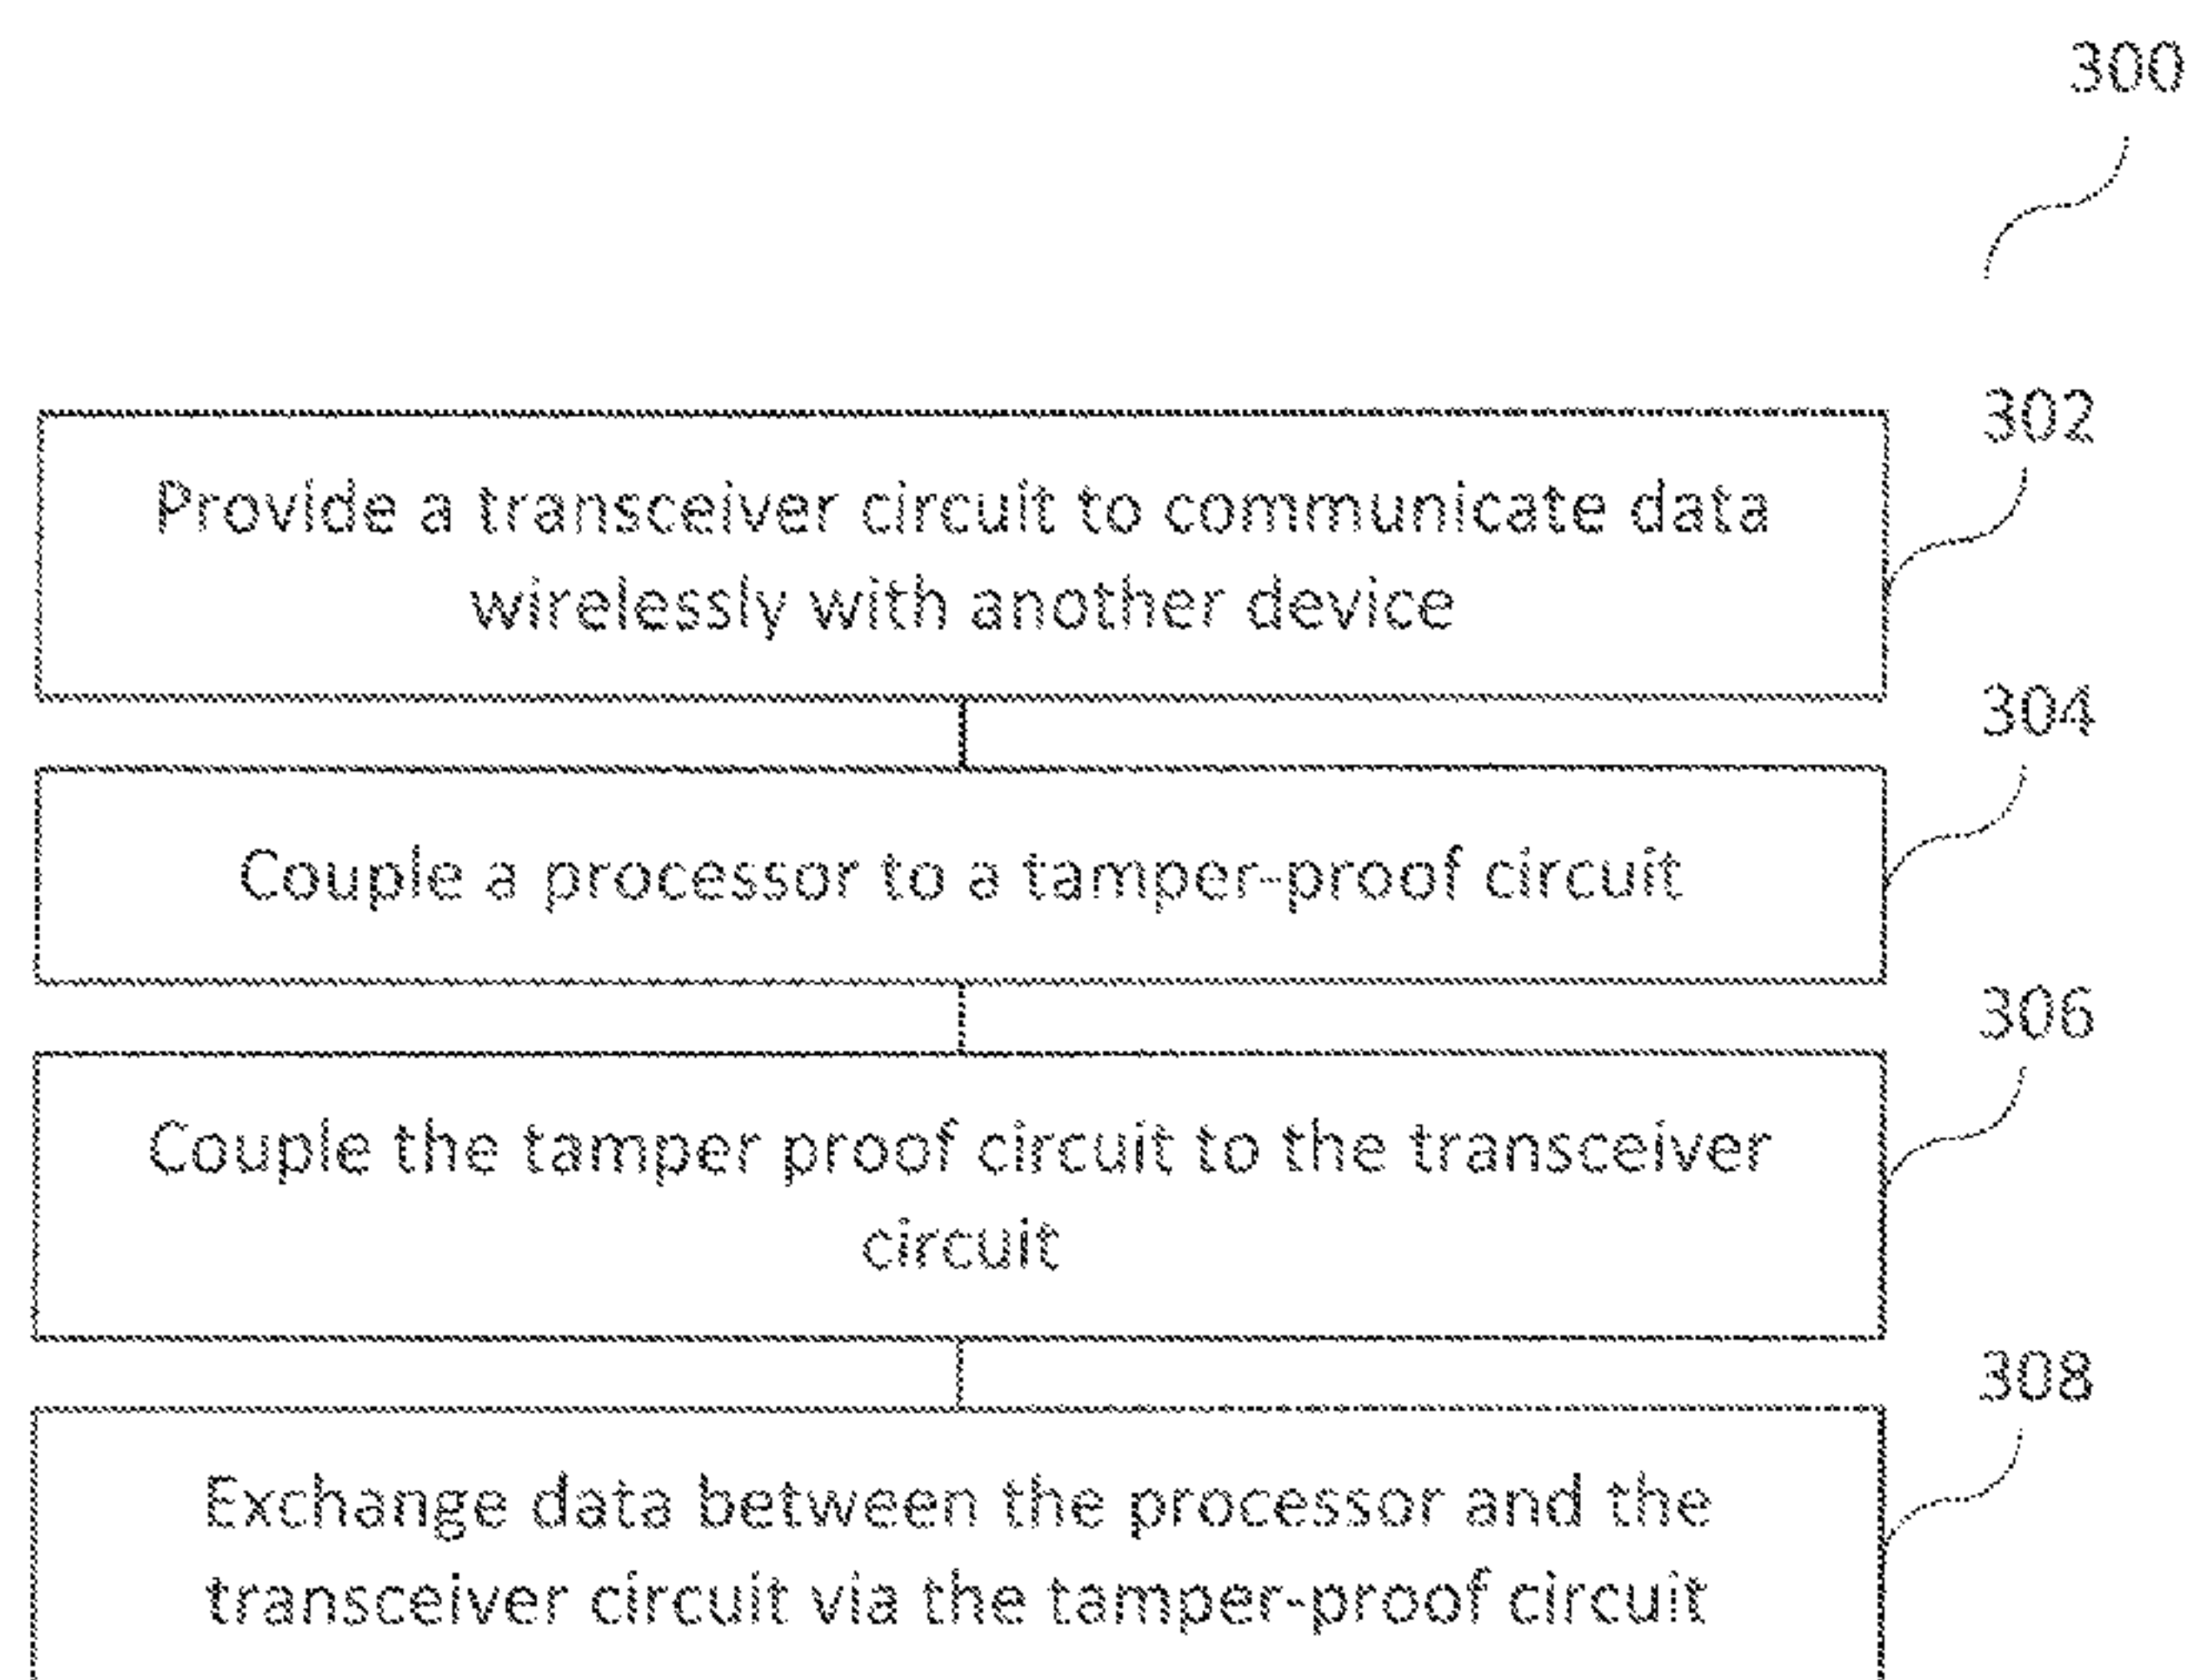 300
302
Provide a transceiver circuit to communicate data
wirelessly with another device
304
Couple a processor to a tamper-proof circuit
306
Couple the tamper proof circuit to the transceiver
circuit
308
Exchange data between the processor and the
transceiver circuit via the tamper-proof circuit